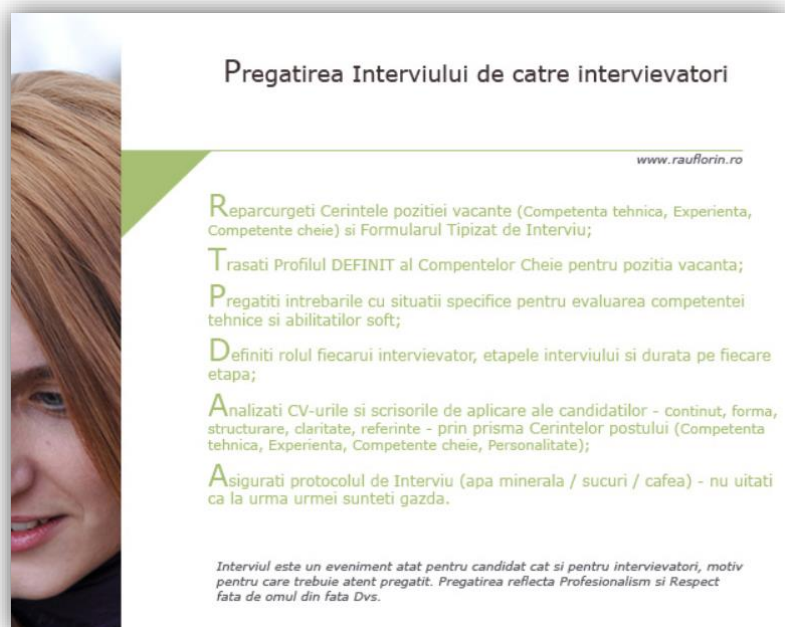 Pregatirea Interviului de catre intervievatori
www.rauflorin.ro
Reparcurgeti Cerintele pozitiei vacante (Competenta tehnica, Experienta,
Competente cheie) si Formularul Tipizat de Interviu;
Trasati Profilul DEFINIT al Compentelor Cheie pentru pozitia vacanta;
Pregatiti intrebarile cu situatii specifice pentru evaluarea competentei
tehnice si abilitatilor soft;
Definiti rolul fiecarui intervievator, etapele interviului si durata pe fiecare
etapa;
Analizati CV-urile si scrisorile de aplicare ale candidatilor - continut, forma,
structurare, claritate, referinte - prin prisma Cerintelor postului (Competenta
tehnica, Experienta, Competente cheie, Personalitate);
Asigurati protocolul de Interviu (apa minerala / sucuri / cafea) - nu uitati
ca la urma urmei sunteti gazda.
Interviul este un eveniment atat pentru candidat cat si pentru intervievatori, motiv
pentru care trebuie atent pregatit. Pregatirea reflecta Profesionalism si Respect
fata de omul din fata Dvs.